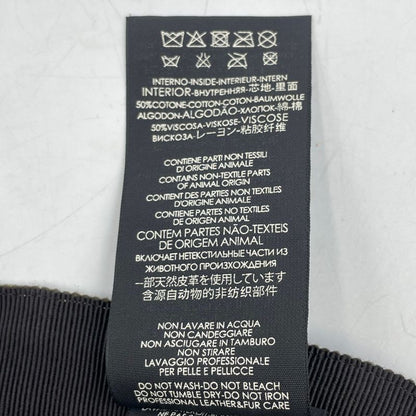 INTERNO-INSIDE-INTERIEUR-INTERN
INTERIOR-ВНУТРЕННЯЯ-芯地-里面
50%COTONE-COTTON-COTON-BAUMWOLLE
ALGODON-ALGODÃO-ХЛОПОК-綿-棉
50%VISCOSA-VISKOSE-VISCOSE
ВИСКОЗА-レーヨン-粘胶纤维
CONTIENE PARTI NON TESSILI
DI ORIGINE ANIMALE
CONTAINS NON-TEXTILE PARTS
OF ANIMAL ORIGIN
CONTIENT DES PARTIES NON TEXTILES
D'ORIGINE ANIMALE
CONTIENE PARTES NO TEXTILES
DE ORIGEN ANIMAL
CONTÉM PARTES NÃO-TEXTEIS
DE ORIGEM ANIMAL
ВКЛЮЧАЕТ НЕТЕКСТИЛЬНЫЕ ЧАСТИ ИЗ
ЖИВОТНОГО ПРОИЗХОЖДЕНИЯ
一部天然皮革を使用しています
含源自动物的非纺织部件
NON LAVARE IN ACQUA
NON CANDEGGIARE
NON ASCIUGARE IN TAMBURO
NON STIRARE
LAVAGGIO PROFESSIONALE
PER PELLE E PELLICCE
DO NOT WASH-DO NOT BLEACH
DO NOT TUMBLE DRY-DO NOT IRON
PROFESSIONAL LEATHER&FUR CARE